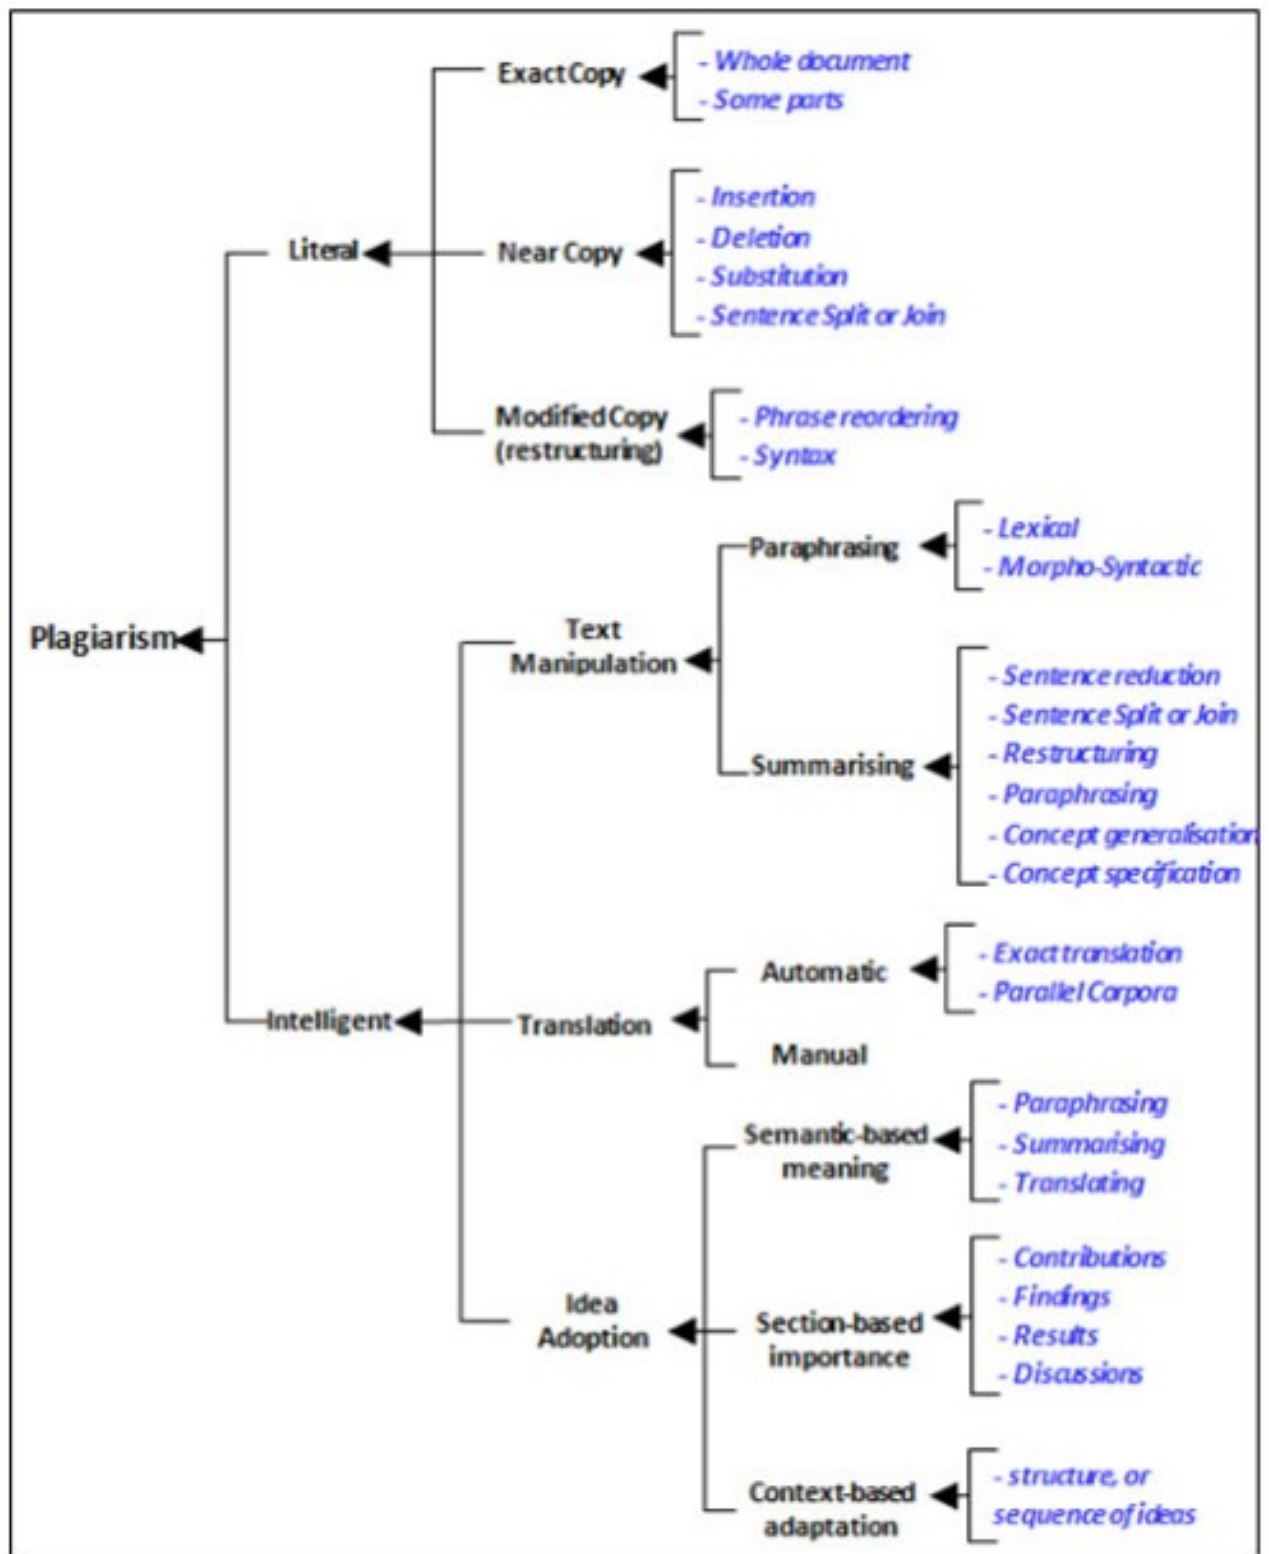 Exact Copy
- Whole document
- Some parts
Literal
Near Copy
- Insertion
- Deletion
- Substitution
- Sentence Split or Join
Modified Copy
(restructuring)
- Phrase reordering
- Syntax
Plagiarism
Text
Manipulation
Paraphrasing
- Lexical
- Morpho-Syntactic
Summarising
- Sentence reduction
- Sentence Split or Join
- Restructuring
- Paraphrasing
- Concept generalisation
- Concept specification
Intelligent
Translation
Automatic
- Exact translation
- Parallel Corpora
Manual
Idea
Adoption
Semantic-based
meaning
- Paraphrasing
- Summarising
- Translating
Section-based
importance
- Contributions
- Findings
- Results
- Discussions
Context-based
adaptation
- structure, or
sequence of ideas